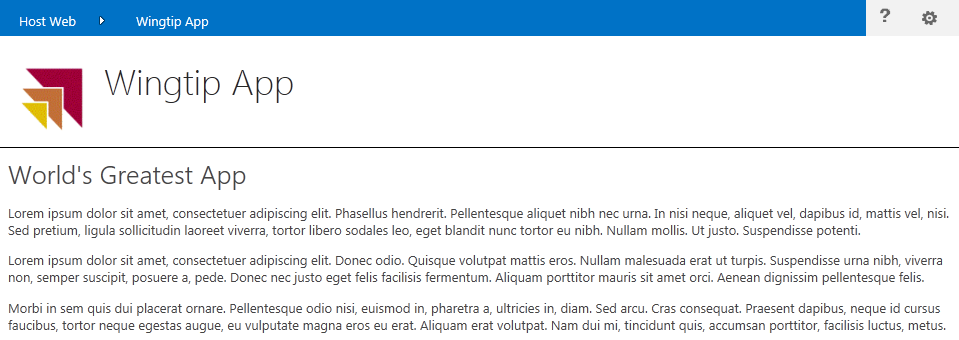 Host Web Wingtip App ?
Wingtip App
World's Greatest App
Lorem ipsum dolor sit amet, consectetuer adipiscing elit. Phasellus hendrerit. Pellentesque aliquet nibh nec urna. In nisi neque, aliquet vel, dapibus id, mattis vel, nisi.
Sed pretium, ligula sollicitudin laoreet viverra, tortor libero sodales leo, eget blandit nunc tortor eu nibh. Nullam mollis. Ut justo. Suspendisse potenti.
Lorem ipsum dolor sit amet, consectetuer adipiscing elit. Donec odio. Quisque volutpat mattis eros. Nullam malesuada erat ut turpis. Suspendisse urna nibh, viverra
non, semper suscipit, posuere a, pede. Donec nec justo eget felis facilisis fermentum. Aliquam porttitor mauris sit amet orci. Aenean dignissim pellentesque felis.
Morbi in sem quis dui placerat ornare. Pellentesque odio nisi, euismod in, pharetra a, ultricies in, diam. Sed arcu. Cras consequat. Praesent dapibus, neque id cursus
faucibus, tortor neque egestas augue, eu vulputate magna eros eu erat. Aliquam erat volutpat. Nam dui mi, tincidunt quis, accumsan porttitor, facilisis luctus, metus.